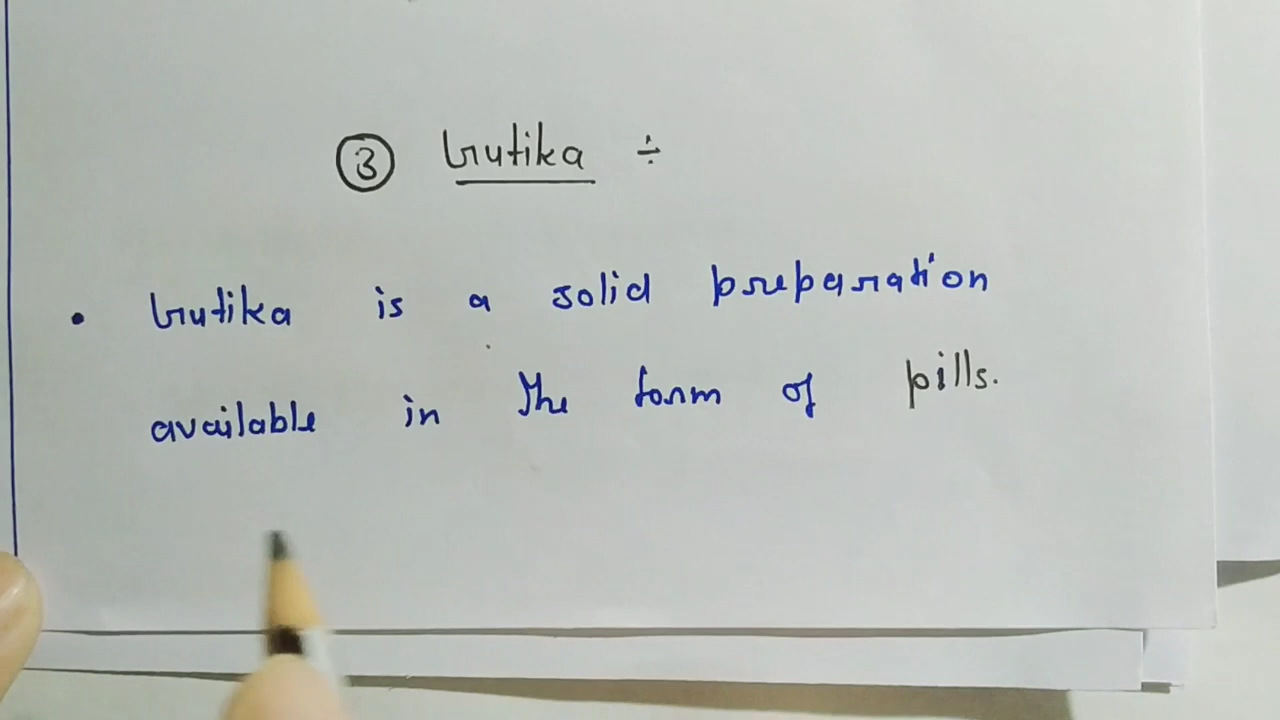 ③ Gutika ÷
• Gutika is a solid preparation
available in the form of pills.